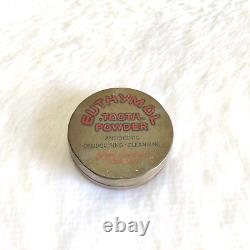 EUTHYMOL
TOOTH
POWDER
ANTISEPTIC
DEODORISING · CLEANSING
ebay